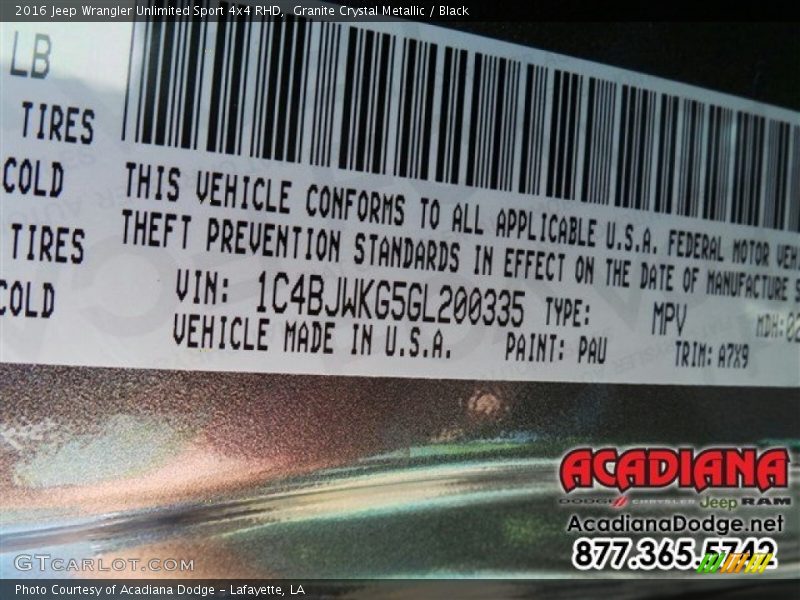 2016 Jeep Wrangler Unlimited Sport 4x4 RHD, Granite Crystal Metallic / Black
LB
TIRES
COLD
TIRES
COLD
THIS VEHICLE CONFORMS TO ALL APPLICABLE U.S.A. FEDERAL MOTOR VEH
THEFT PREVENTION STANDARDS IN EFFECT ON THE DATE OF MANUFACTURE S
VIN: 1C4BJWKG5GL200335 TYPE: MPV MDH:02
VEHICLE MADE IN U.S.A. PAINT: PAU TRIM: A7X9
ACADIANA
DODGE CHRYSLER Jeep RAM
AcadianaDodge.net
877.365.5742
GTCARLOT.COM
Photo Courtesy of Acadiana Dodge - Lafayette, LA